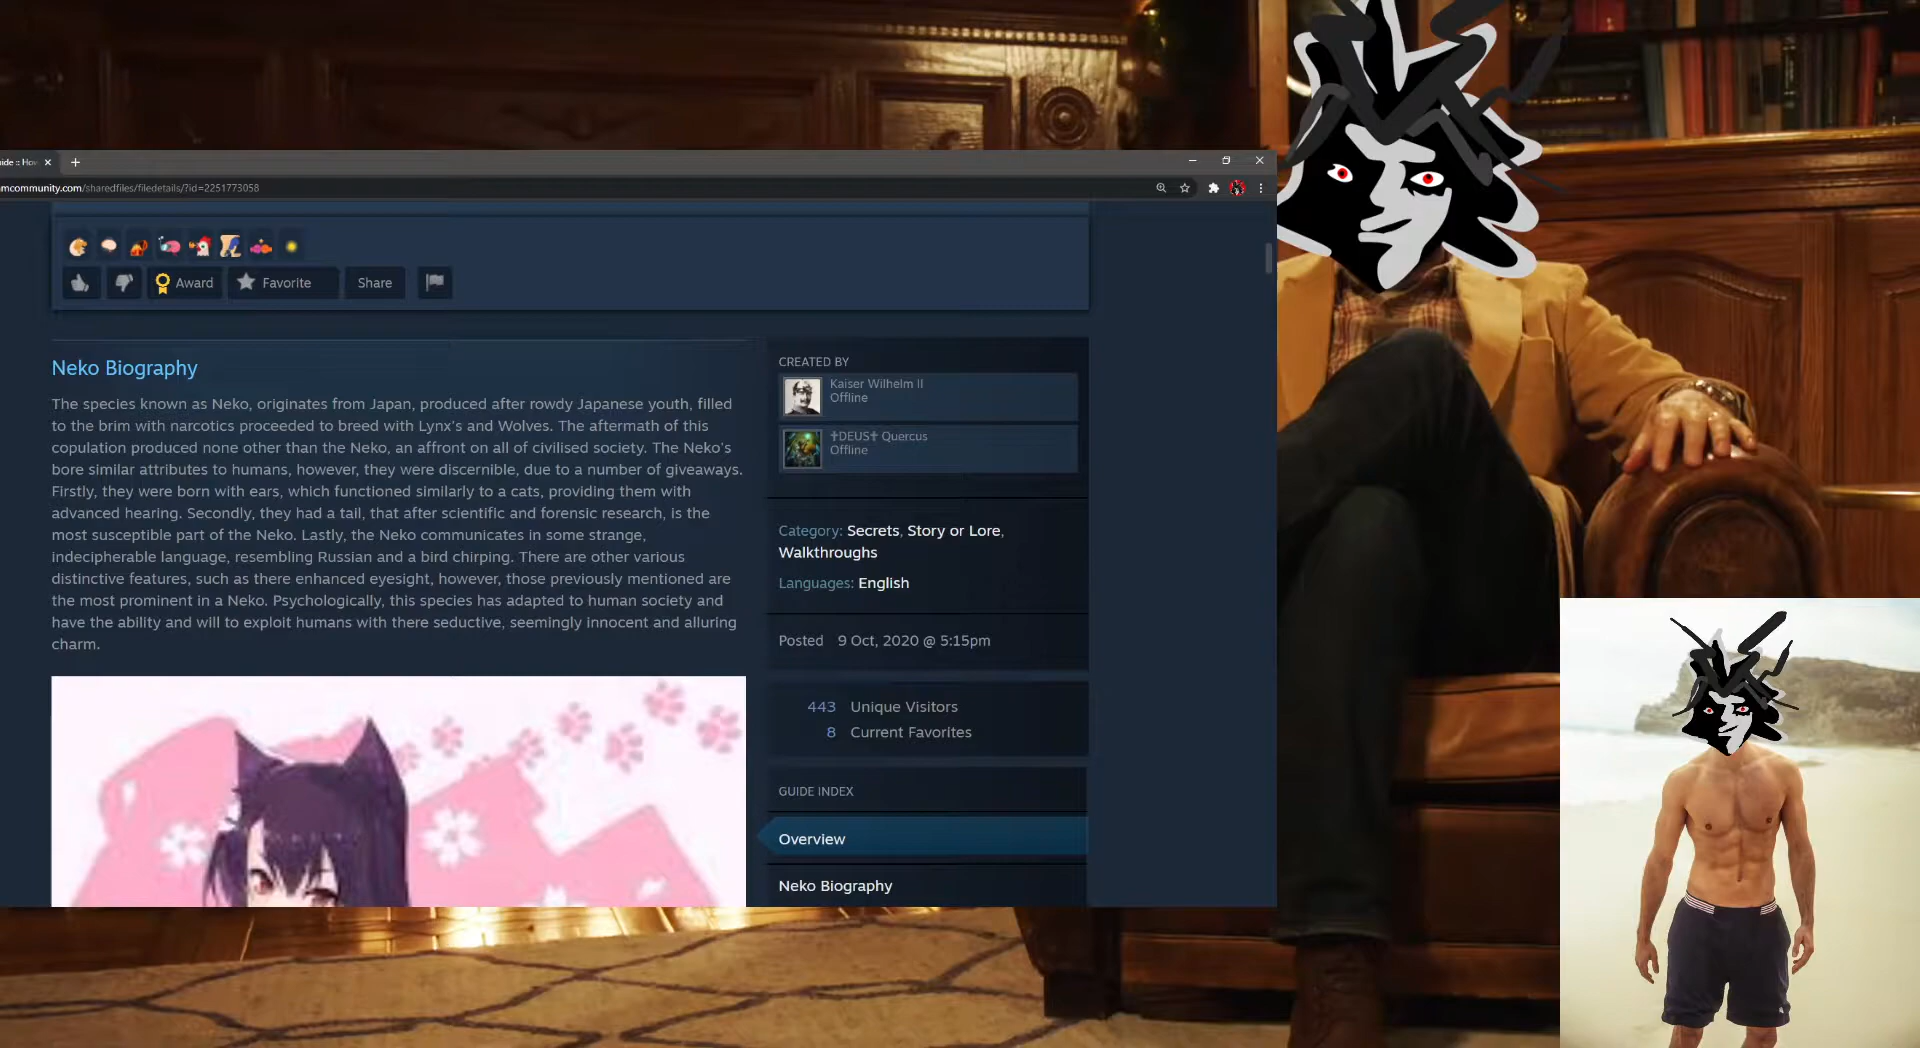 ide :: How
mcommunity.com/sharedfiles/filedetails/?id=2251773058
Award
Favorite
Share
Neko Biography
The species known as Neko, originates from Japan, produced after rowdy Japanese youth, filled
to the brim with narcotics proceeded to breed with Lynx's and Wolves. The aftermath of this
copulation produced none other than the Neko, an affront on all of civilised society. The Neko's
bore similar attributes to humans, however, they were discernible, due to a number of giveaways.
Firstly, they were born with ears, which functioned similarly to a cats, providing them with
advanced hearing. Secondly, they had a tail, that after scientific and forensic research, is the
most susceptible part of the Neko. Lastly, the Neko communicates in some strange,
indecipherable language, resembling Russian and a bird chirping. There are other various
distinctive features, such as there enhanced eyesight, however, those previously mentioned are
the most prominent in a Neko. Psychologically, this species has adapted to human society and
have the ability and will to exploit humans with there seductive, seemingly innocent and alluring
charm.
CREATED BY
Kaiser Wilhelm II
Offline
✝DEUS✝ Quercus
Offline
Category: Secrets, Story or Lore,
Walkthroughs
Languages: English
Posted 9 Oct, 2020 @ 5:15pm
443 Unique Visitors
8 Current Favorites
GUIDE INDEX
Overview
Neko Biography